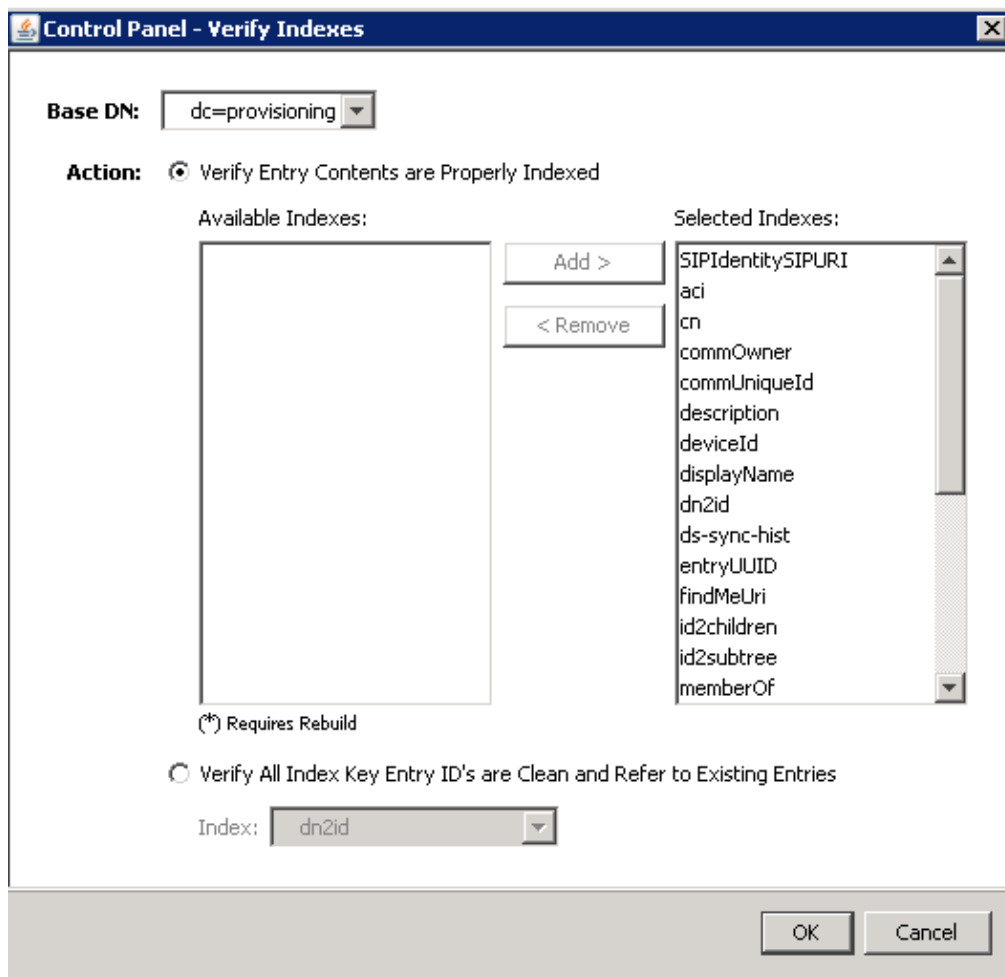 Control Panel - Verify Indexes
Base DN: dc=provisioning
Action: Verify Entry Contents are Properly Indexed
Available Indexes: Selected Indexes:
Add >
< Remove
SIPIdentitySIPURI
aci
cn
commOwner
commUniqueId
description
deviceId
displayName
dn2id
ds-sync-hist
entryUUID
findMeUri
id2children
id2subtree
memberOf
(*) Requires Rebuild
Verify All Index Key Entry ID's are Clean and Refer to Existing Entries
Index: dn2id
OK Cancel